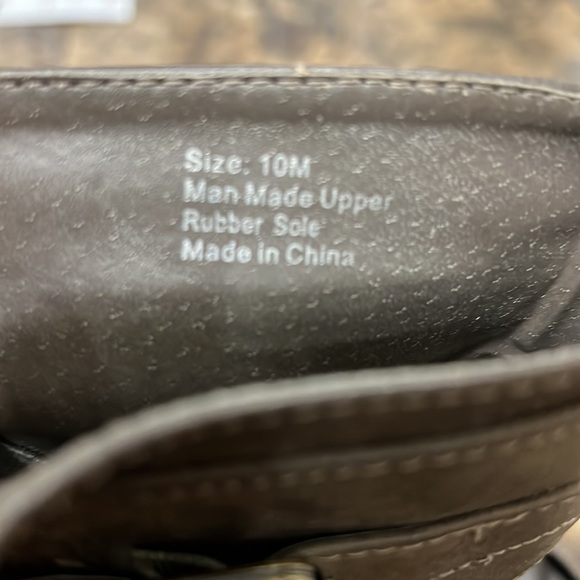 Size: 10M
Man Made Upper
Rubber Sole
Made in China